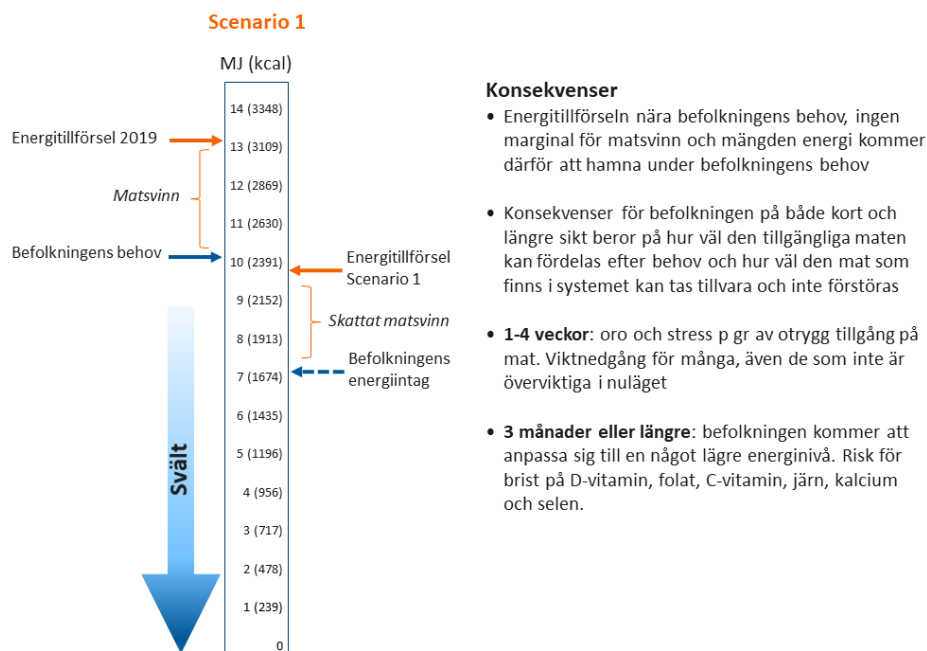 Scenario 1
MJ (kcal)
14 (3348)
Energitillförsel 2019
13 (3109)
12 (2869)
Matsvinn
11 (2630)
Befolkningens behov
10 (2391)
Energitillförsel
Scenario 1
9 (2152)
Skattat matsvinn
8 (1913)
Befolkningens
energiintag
7 (1674)
6 (1435)
5 (1196)
Svält
4 (956)
3 (717)
2 (478)
1 (239)
0
Konsekvenser
• Energitillförseln nära befolkningens behov, ingen
marginal för matsvinn och mängden energi kommer
därför att hamna under befolkningens behov
• Konsekvenser för befolkningen på både kort och
längre sikt beror på hur väl den tillgängliga maten
kan fördelas efter behov och hur väl den mat som
finns i systemet kan tas tillvara och inte förstöras
• 1-4 veckor: oro och stress p gr av otrygg tillgång på
mat. Viktnedgång för många, även de som inte är
överviktiga i nuläget
• 3 månader eller längre: befolkningen kommer att
anpassa sig till en något lägre energinivå. Risk för
brist på D-vitamin, folat, C-vitamin, järn, kalcium
och selen.